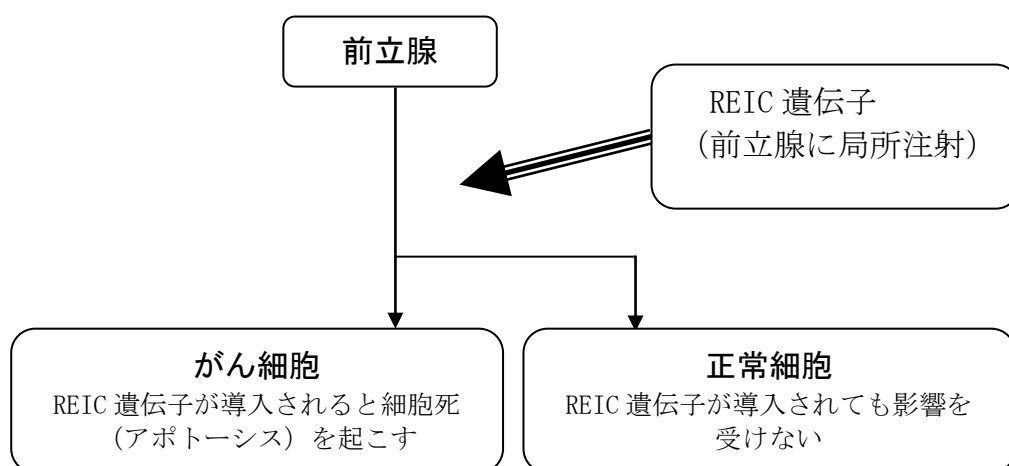 前立腺
REIC 遺伝子
(前立腺に局所注射)
がん細胞
REIC 遺伝子が導入されると細胞死
(アポトーシス) を起こす
正常細胞
REIC 遺伝子が導入されても影響を
受けない